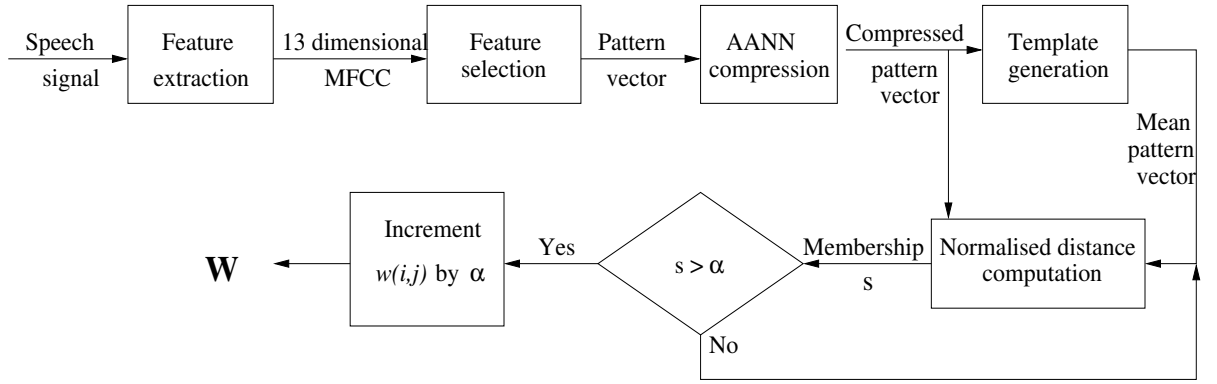 Speech
signal
Feature
extraction
13 dimensional
MFCC
Feature
selection
Pattern
vector
AANN
compression
Compressed
pattern
vector
Template
generation
Mean
pattern
vector
Normalised distance
computation
Membership
s
s > α
Yes
No
Increment
w(i,j) by α
W